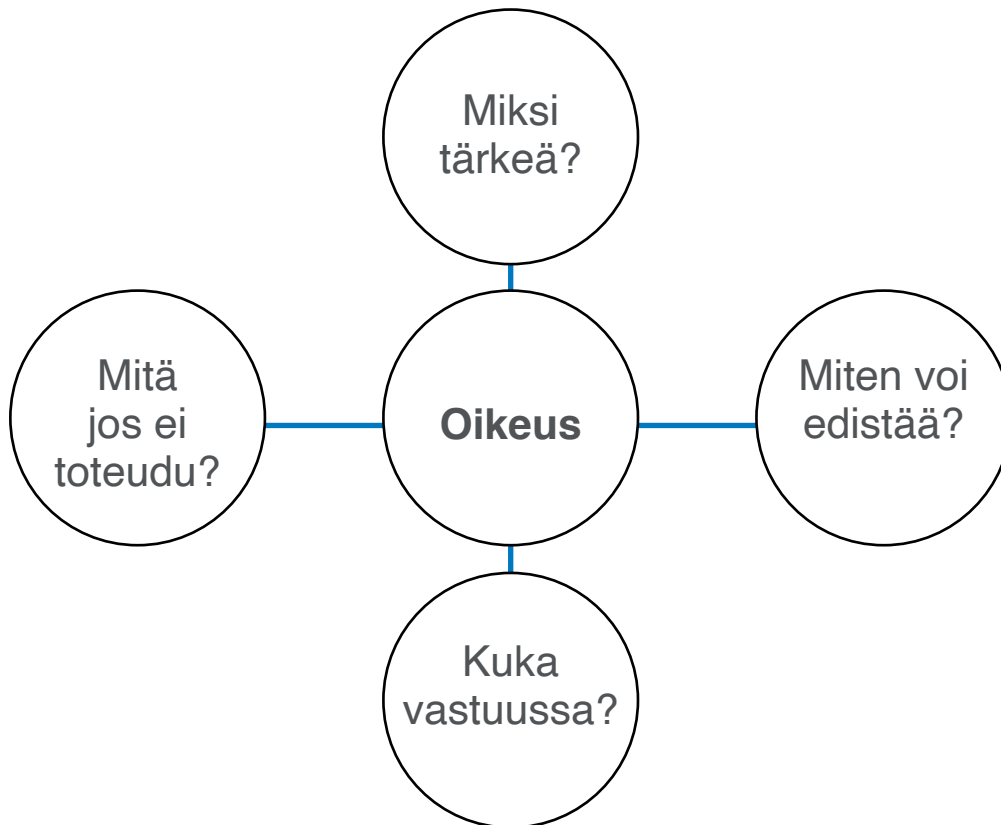 Miksi
tärkeä?
Mitä
jos ei
toteudu?
Oikeus
Miten voi
edistää?
Kuka
vastuussa?